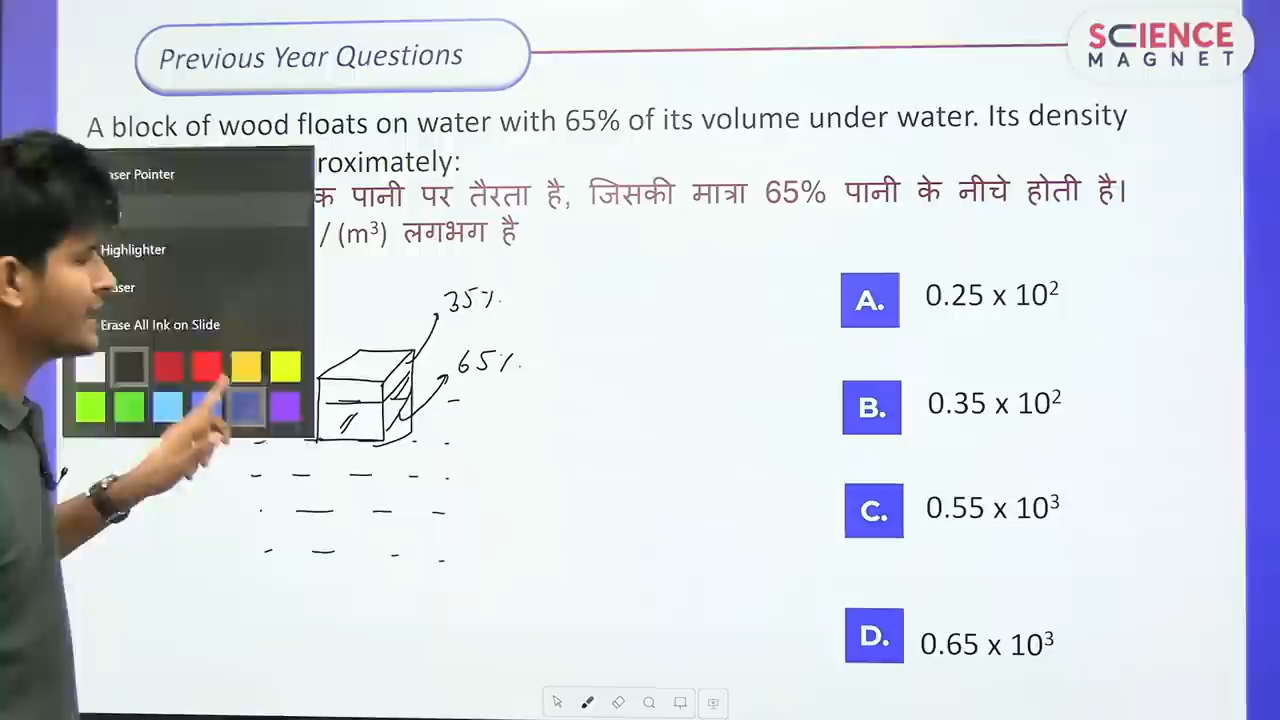 Previous Year Questions
SCIENCE
MAGNET
A block of wood floats on water with 65% of its volume under water. Its density
roximately:
क पानी पर तैरता है, जिसकी मात्रा 65% पानी के नीचे होती है।
/ (m³) लगभग है
aser Pointer
Highlighter
aser
Erase All Ink on Slide
35%.
65%.
A. 0.25 x 10²
B. 0.35 x 10²
C. 0.55 x 10³
D. 0.65 x 10³